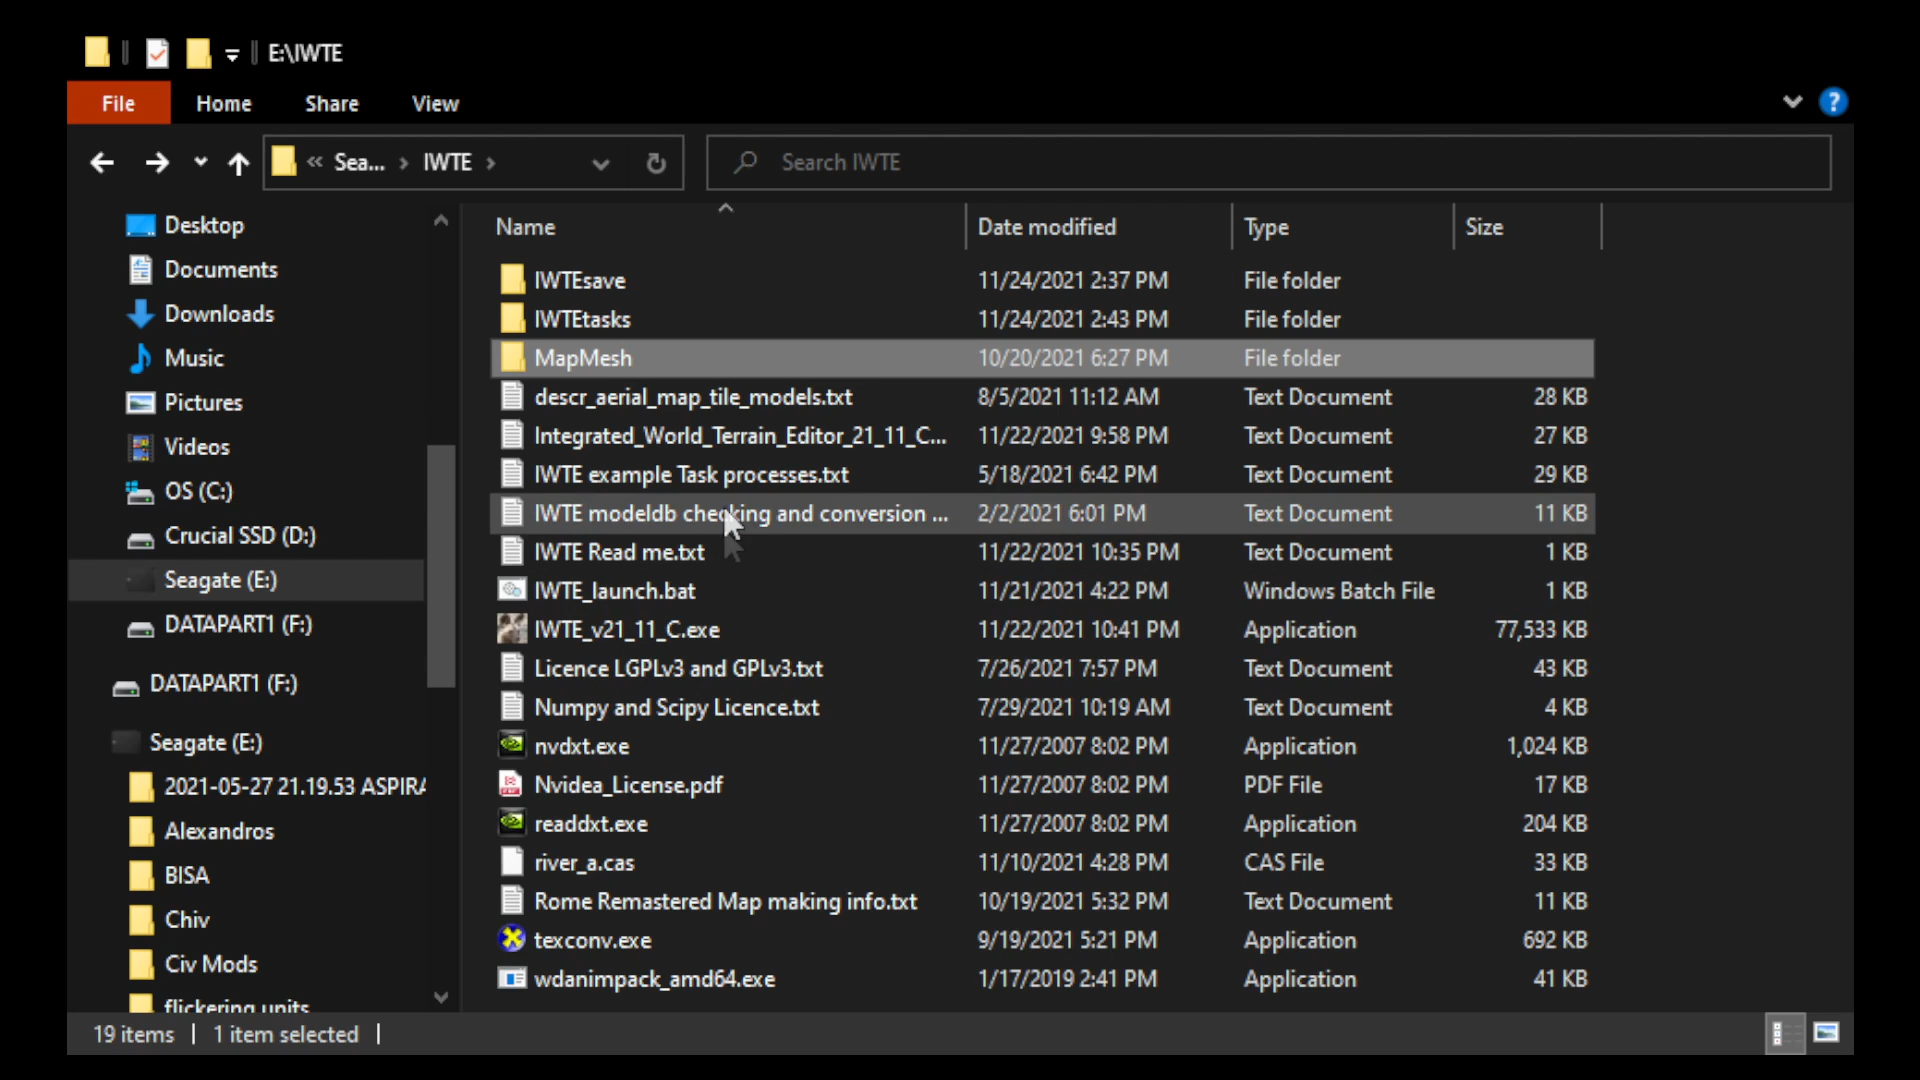 E:\IWTE
File Home Share View
?
« Sea... > IWTE > Search IWTE
Name Date modified Type Size
Desktop
Documents
Downloads
Music
Pictures
Videos
OS (C:)
Crucial SSD (D:)
Seagate (E:)
DATAPART1 (F:)
DATAPART1 (F:)
Seagate (E:)
2021-05-27 21.19.53 ASPIRA
Alexandros
BISA
Chiv
Civ Mods
flickering units
IWTEsave 11/24/2021 2:37 PM File folder
IWTEtasks 11/24/2021 2:43 PM File folder
MapMesh 10/20/2021 6:27 PM File folder
descr_aerial_map_tile_models.txt 8/5/2021 11:12 AM Text Document 28 KB
Integrated_World_Terrain_Editor_21_11_C... 11/22/2021 9:58 PM Text Document 27 KB
IWTE example Task processes.txt 5/18/2021 6:42 PM Text Document 29 KB
IWTE modeldb checking and conversion ... 2/2/2021 6:01 PM Text Document 11 KB
IWTE Read me.txt 11/22/2021 10:35 PM Text Document 1 KB
IWTE_launch.bat 11/21/2021 4:22 PM Windows Batch File 1 KB
IWTE_v21_11_C.exe 11/22/2021 10:41 PM Application 77,533 KB
Licence LGPLv3 and GPLv3.txt 7/26/2021 7:57 PM Text Document 43 KB
Numpy and Scipy Licence.txt 7/29/2021 10:19 AM Text Document 4 KB
nvdxt.exe 11/27/2007 8:02 PM Application 1,024 KB
Nvidea_License.pdf 11/27/2007 8:02 PM PDF File 17 KB
readdxt.exe 11/27/2007 8:02 PM Application 204 KB
river_a.cas 11/10/2021 4:28 PM CAS File 33 KB
Rome Remastered Map making info.txt 10/19/2021 5:32 PM Text Document 11 KB
texconv.exe 9/19/2021 5:21 PM Application 692 KB
wdanimpack_amd64.exe 1/17/2019 2:41 PM Application 41 KB
19 items 1 item selected